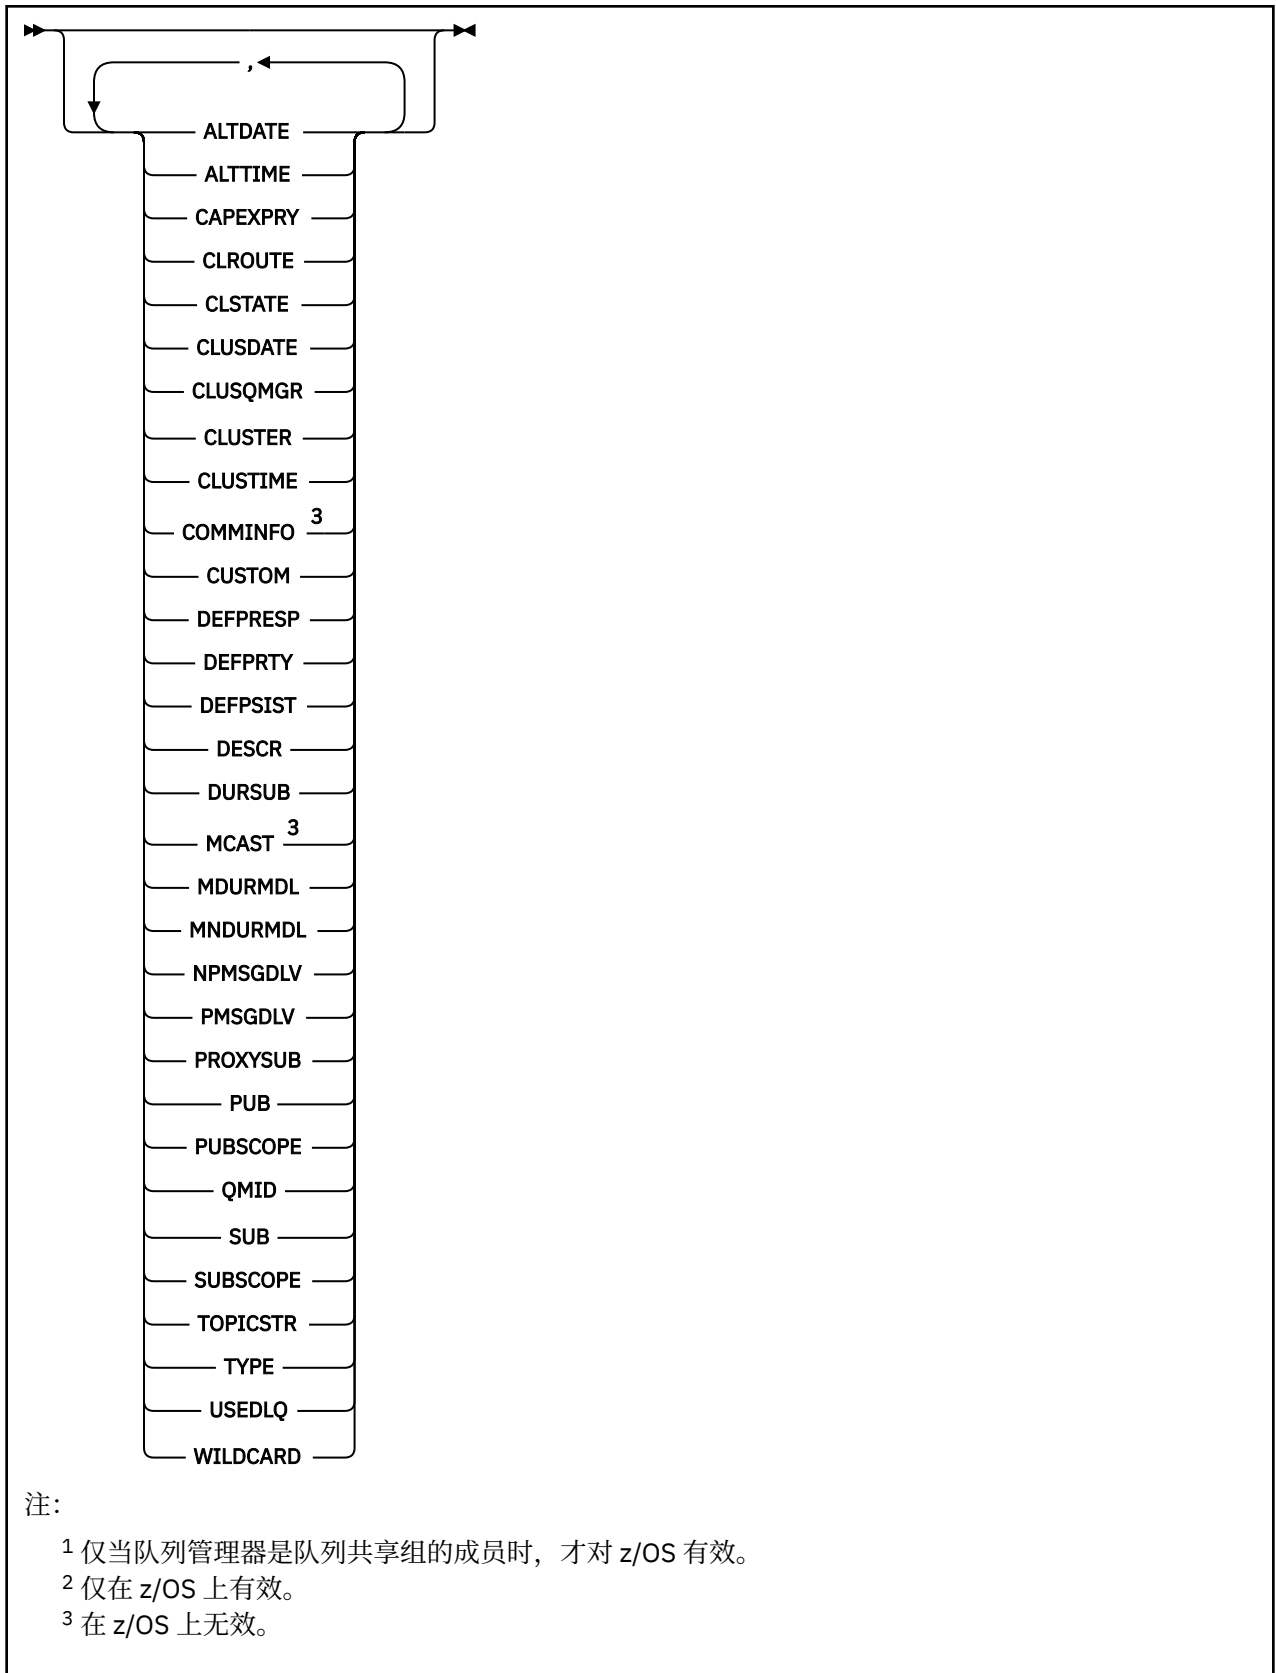 ,
ALTDATE
ALTTIME
CAPEXPRY
CLROUTE
CLSTATE
CLUSDATE
CLUSQMGR
CLUSTER
CLUSTIME
COMMINFO 3
CUSTOM
DEFPRESP
DEFPRTY
DEFPSIST
DESCR
DURSUB
MCAST 3
MDURMDL
MNDURMDL
NPMSGDLV
PMSGDLV
PROXYSUB
PUB
PUBSCOPE
QMID
SUB
SUBSCOPE
TOPICSTR
TYPE
USEDLQ
WILDCARD
注：
1 仅当队列管理器是队列共享组的成员时，才对 z/OS 有效。
2 仅在 z/OS 上有效。
3 在 z/OS 上无效。